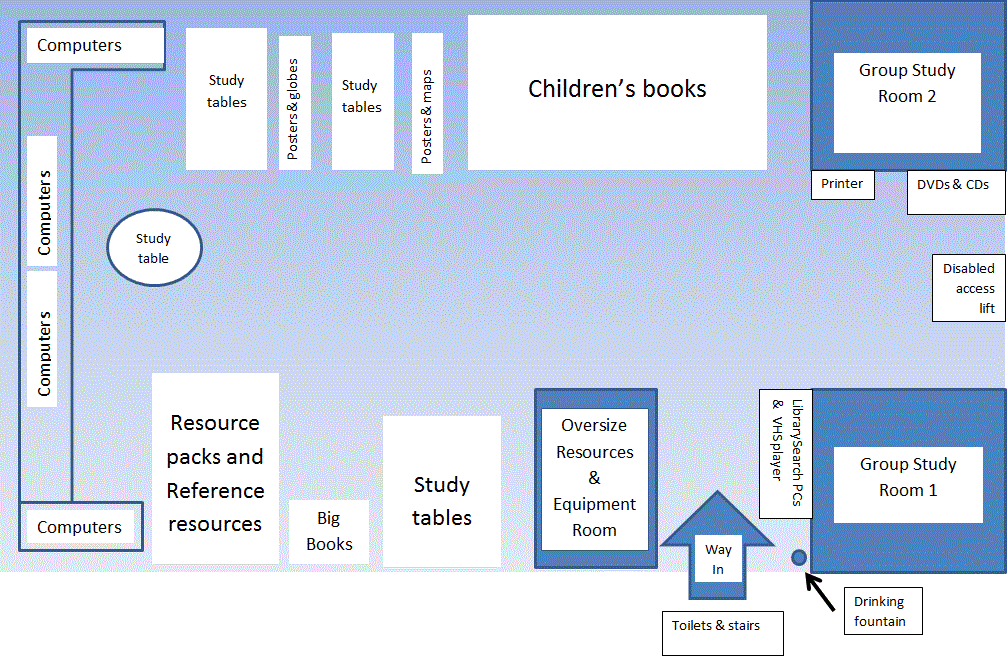 Computers
Study
tables
Posters & globes
Study
tables
Posters & maps
Children’s books
Group Study
Room 2
Printer
DVDs & CDs
Computers
Study
table
Disabled
access
lift
Computers
Resource
packs and
Reference
resources
Big
Books
Study
tables
Oversize
Resources
&
Equipment
Room
LibrarySearch PCs
& VHSplayer
Group Study
Room 1
Computers
Way
In
Drinking
fountain
Toilets & stairs